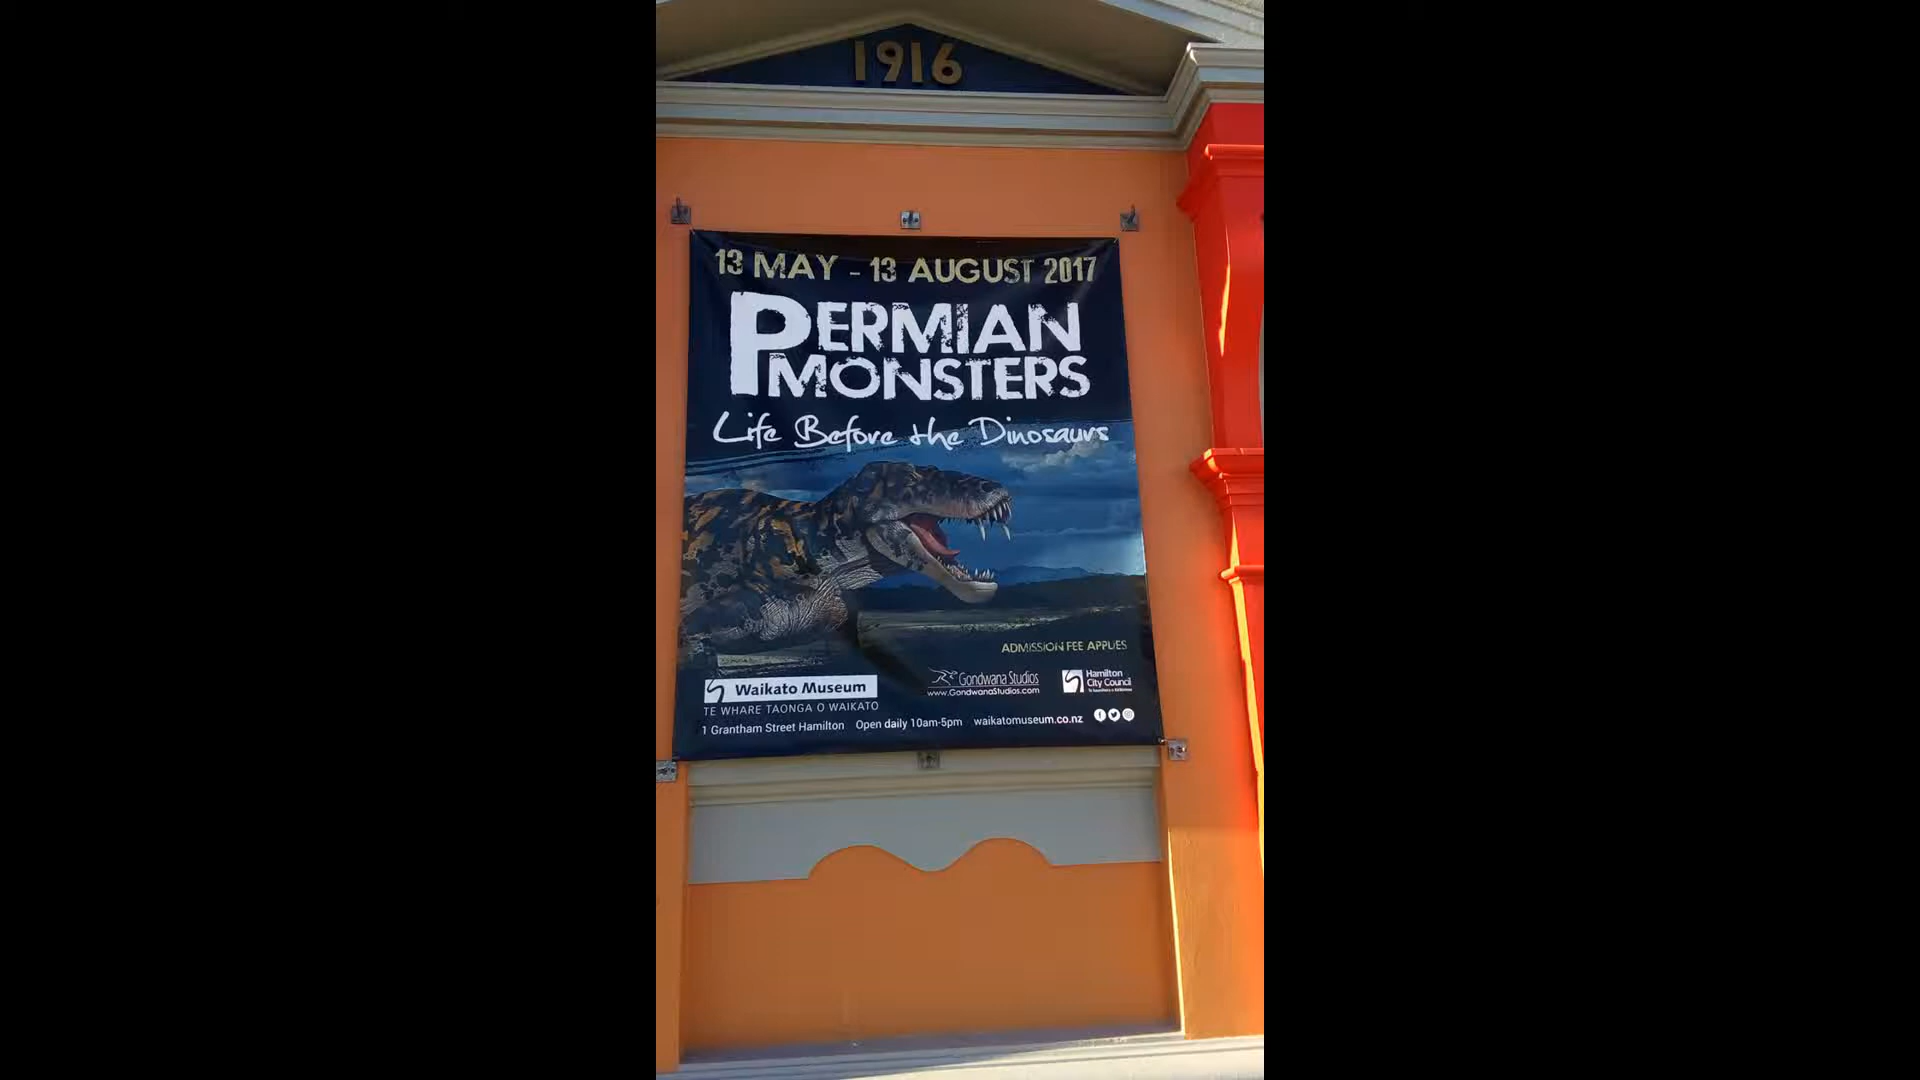 1916
13 MAY - 13 AUGUST 2017
PERMIAN
MONSTERS
Life Before the Dinosaurs
ADMISSION FEE APPLIES
Waikato Museum
TE WHARE TAONGA O WAIKATO
Gondwana Studios
www.GondwanaStudios.com
Hamilton
City Council
1 Grantham Street Hamilton Open daily 10am-5pm waikatomuseum.co.nz